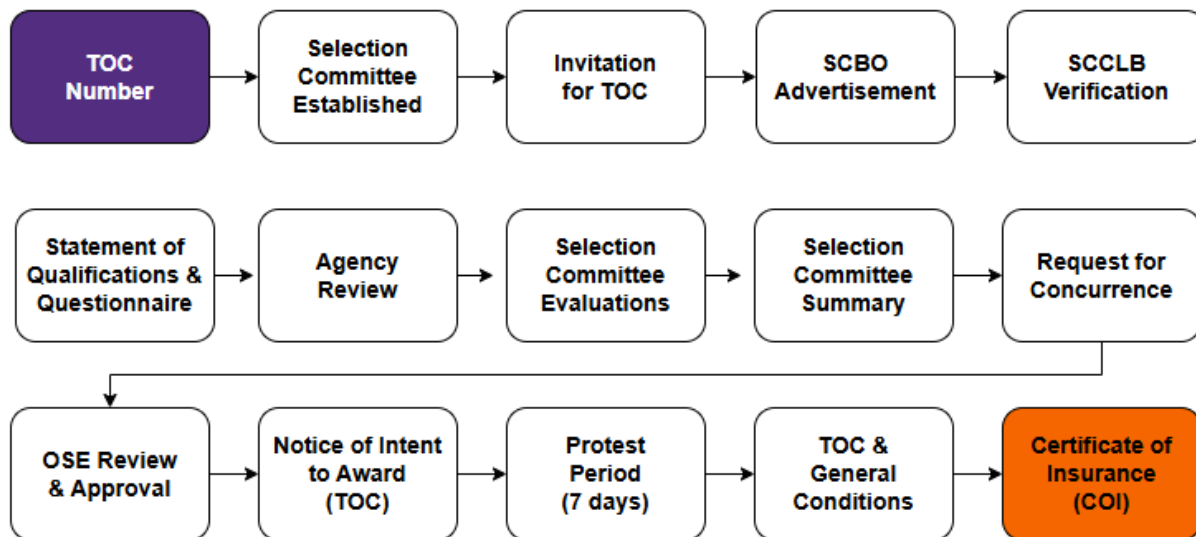 TOC
Number
Selection
Committee
Established
Invitation
for TOC
SCBO
Advertisement
SCCLB
Verification
Statement of
Qualifications &
Questionnaire
Agency
Review
Selection
Committee
Evaluations
Selection
Committee
Summary
Request for
Concurrence
OSE Review
& Approval
Notice of Intent
to Award
(TOC)
Protest
Period
(7 days)
TOC &
General
Conditions
Certificate of
Insurance
(COI)